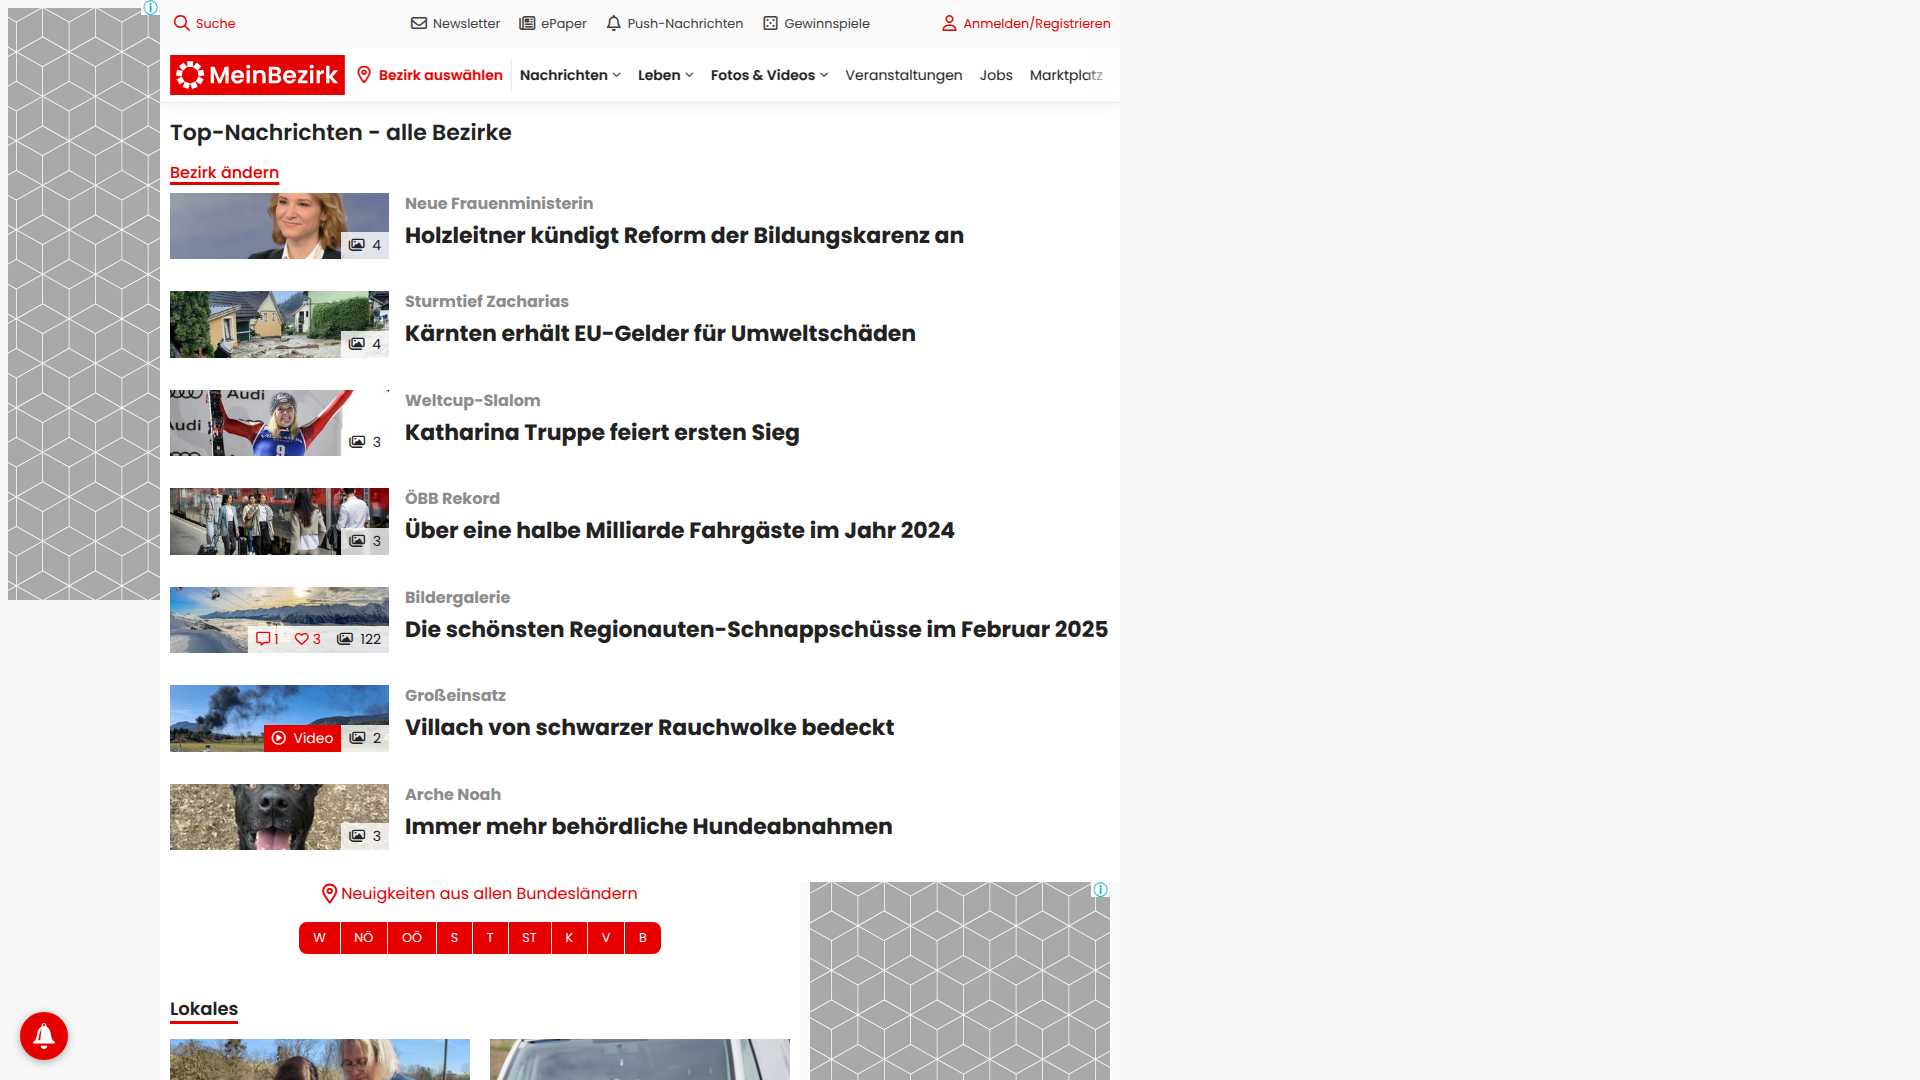 Suche
Newsletter
ePaper
Push-Nachrichten
Gewinnspiele
Anmelden/Registrieren
MeinBezirk
Bezirk auswählen
Nachrichten
Leben
Fotos & Videos
Veranstaltungen
Jobs
Marktplatz
Top-Nachrichten - alle Bezirke
Bezirk ändern
4
Neue Frauenministerin
Holzleitner kündigt Reform der Bildungskarenz an
4
Sturmtief Zacharias
Kärnten erhält EU-Gelder für Umweltschäden
Audi
Audi
9
3
Weltcup-Slalom
Katharina Truppe feiert ersten Sieg
3
ÖBB Rekord
Über eine halbe Milliarde Fahrgäste im Jahr 2024
1
3
122
Bildergalerie
Die schönsten Regionauten-Schnappschüsse im Februar 2025
Video
2
Großeinsatz
Villach von schwarzer Rauchwolke bedeckt
3
Arche Noah
Immer mehr behördliche Hundeabnahmen
Neuigkeiten aus allen Bundesländern
W NÖ OÖ S T ST K V B
Lokales